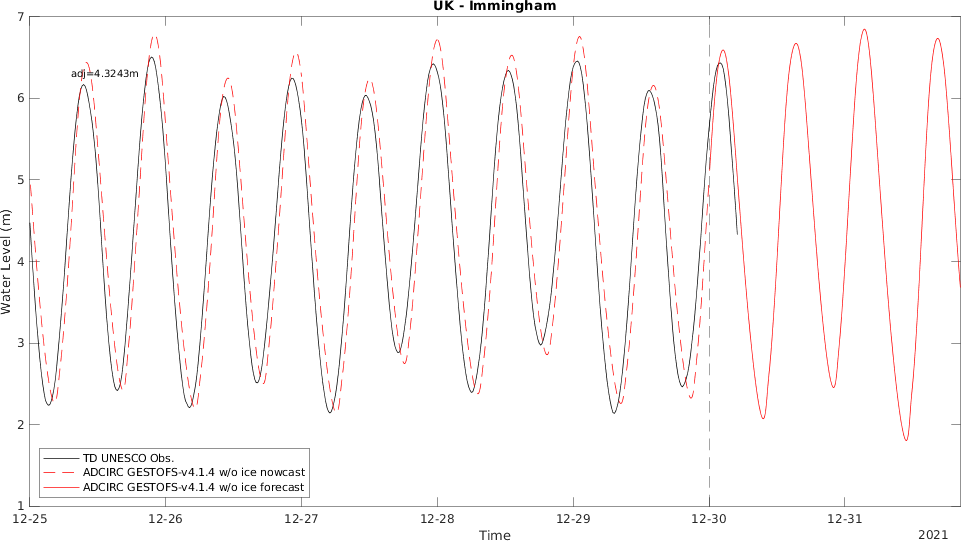 UK - Immingham
7
adj=4.3243m
6
5
4
3
2
1
Water Level (m)
TD UNESCO Obs.
ADCIRC GESTOFS-v4.1.4 w/o ice nowcast
ADCIRC GESTOFS-v4.1.4 w/o ice forecast
12-25 12-26 12-27 12-28 12-29 12-30 12-31
Time
2021